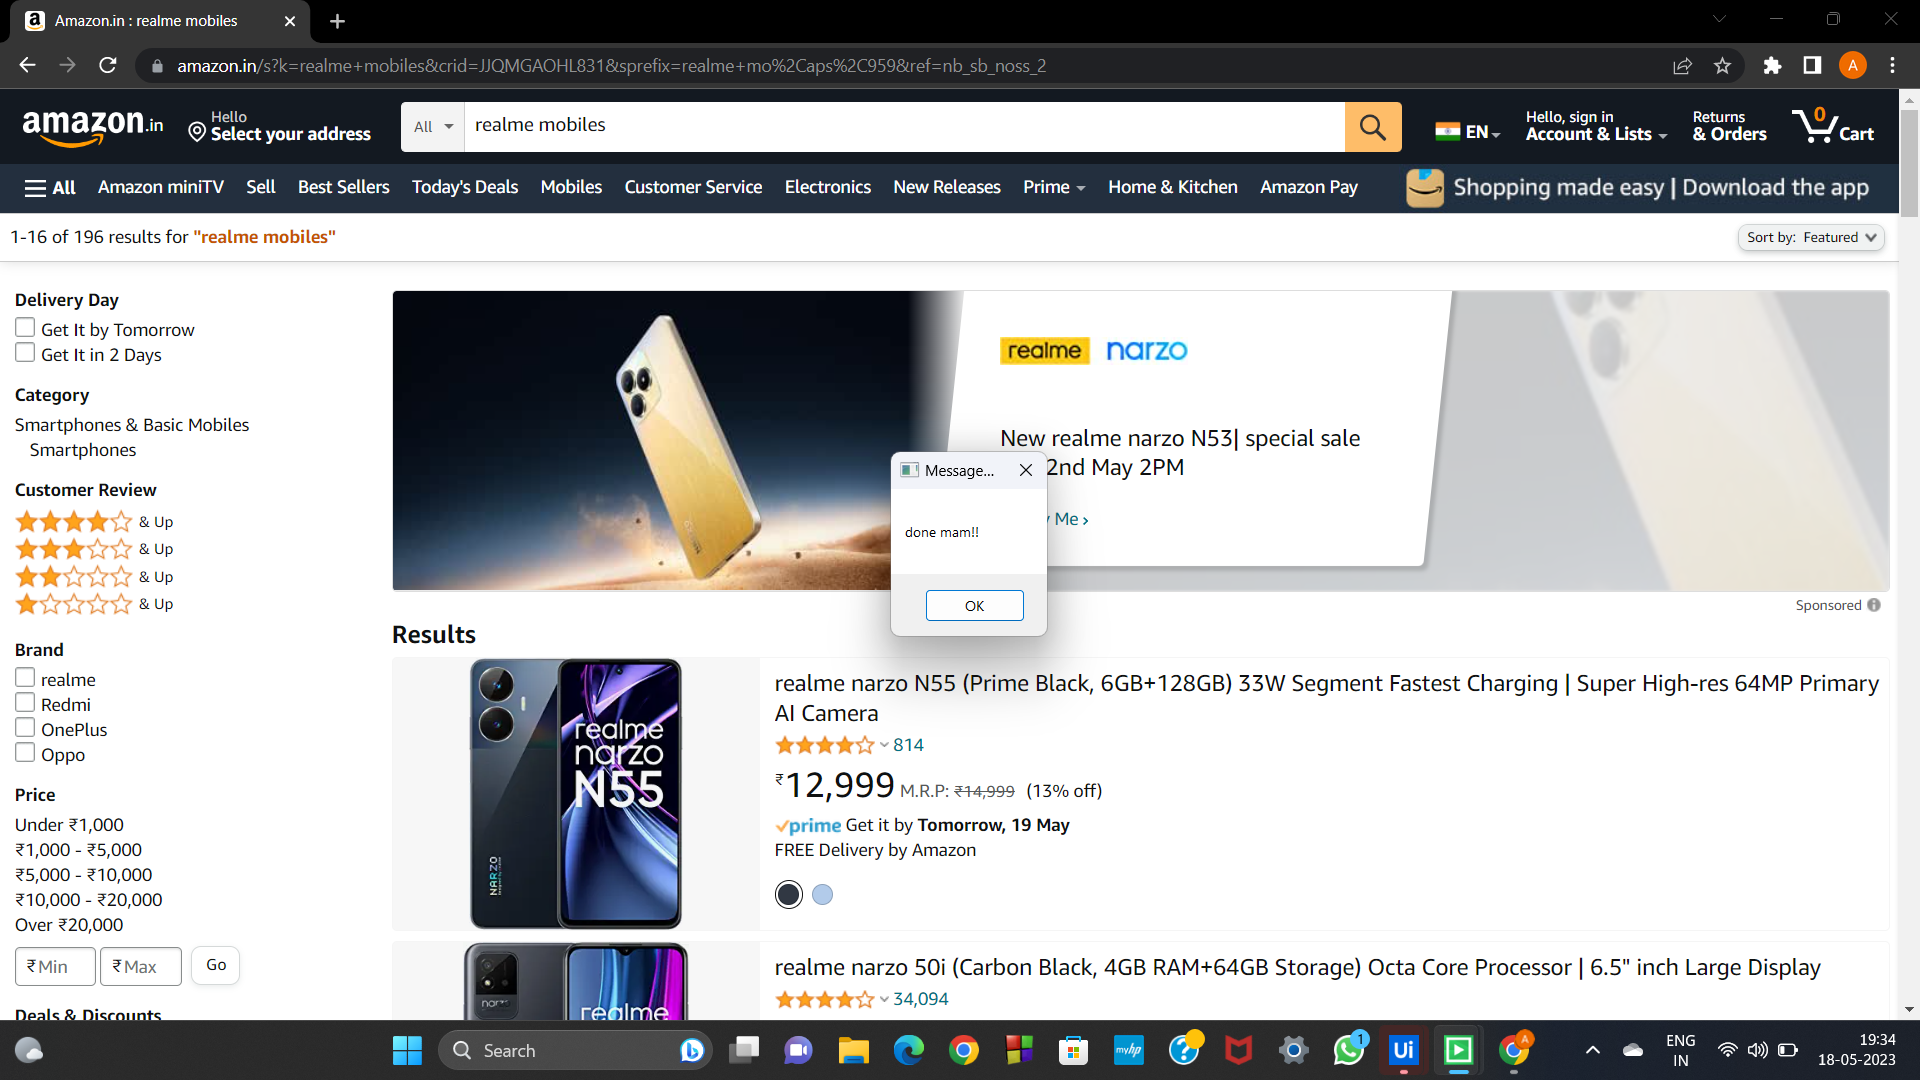 Amazon.in : realme mobiles
amazon.in/s?k=realme+mobiles&crid=JJQMGAOHL831&sprefix=realme+mo%2Caps%2C959&ref=nb_sb_noss_2
A
amazon.in
Hello
Select your address
All
realme mobiles
EN
Hello, sign in
Account & Lists
Returns
& Orders
0
Cart
All
Amazon miniTV
Sell
Best Sellers
Today's Deals
Mobiles
Customer Service
Electronics
New Releases
Prime
Home & Kitchen
Amazon Pay
Shopping made easy | Download the app
1-16 of 196 results for "realme mobiles"
Sort by: Featured
Delivery Day
Get It by Tomorrow
Get It in 2 Days
Category
Smartphones & Basic Mobiles
Smartphones
Customer Review
& Up
& Up
& Up
& Up
Brand
realme
Redmi
OnePlus
Oppo
Price
Under ₹1,000
₹1,000 - ₹5,000
₹5,000 - ₹10,000
₹10,000 - ₹20,000
Over ₹20,000
₹ Min
₹ Max
Go
Deals & Discounts
realme narzo
New realme narzo N53| special sale
2nd May 2PM
Me ›
Message...
done mam!!
OK
Sponsored
Results
realme
narzo
N55
NARZO
realme narzo N55 (Prime Black, 6GB+128GB) 33W Segment Fastest Charging | Super High-res 64MP Primary
AI Camera
814
₹12,999 M.R.P: ₹14,999 (13% off)
prime Get it by Tomorrow, 19 May
FREE Delivery by Amazon
narzo
realme
realme narzo 50i (Carbon Black, 4GB RAM+64GB Storage) Octa Core Processor | 6.5" inch Large Display
34,094
Search
myhp
1
Ui
A
ENG
IN
19:34
18-05-2023